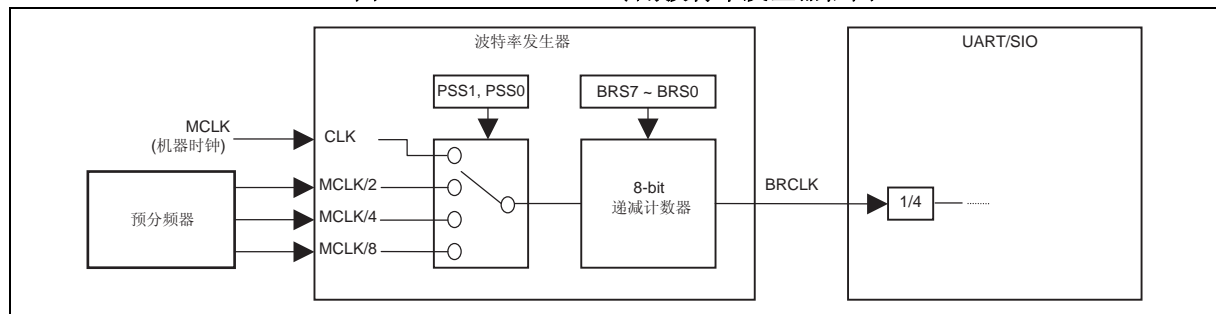 波特率发生器
UART/SIO
PSS1, PSS0
BRS7 ~ BRS0
MCLK
(机器时钟)
CLK
预分频器
MCLK/2
MCLK/4
MCLK/8
8-bit
递减计数器
BRCLK
1/4